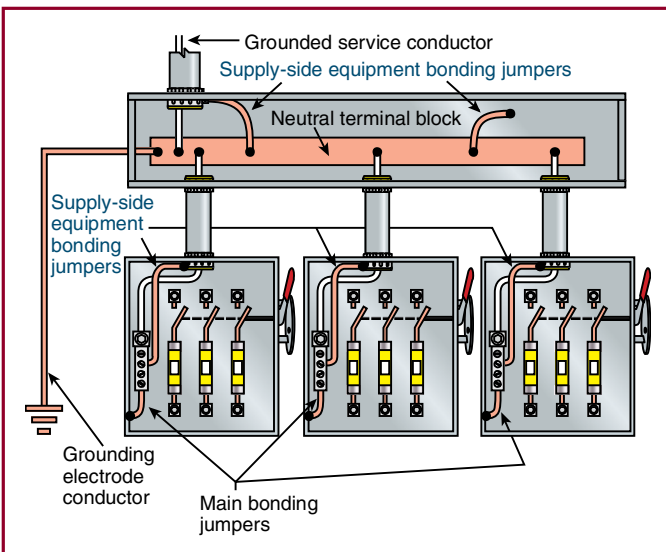 Grounded service conductor
Supply-side equipment bonding jumpers
Neutral terminal block
Supply-side
equipment
bonding
jumpers
Grounding
electrode
conductor
Main bonding
jumpers